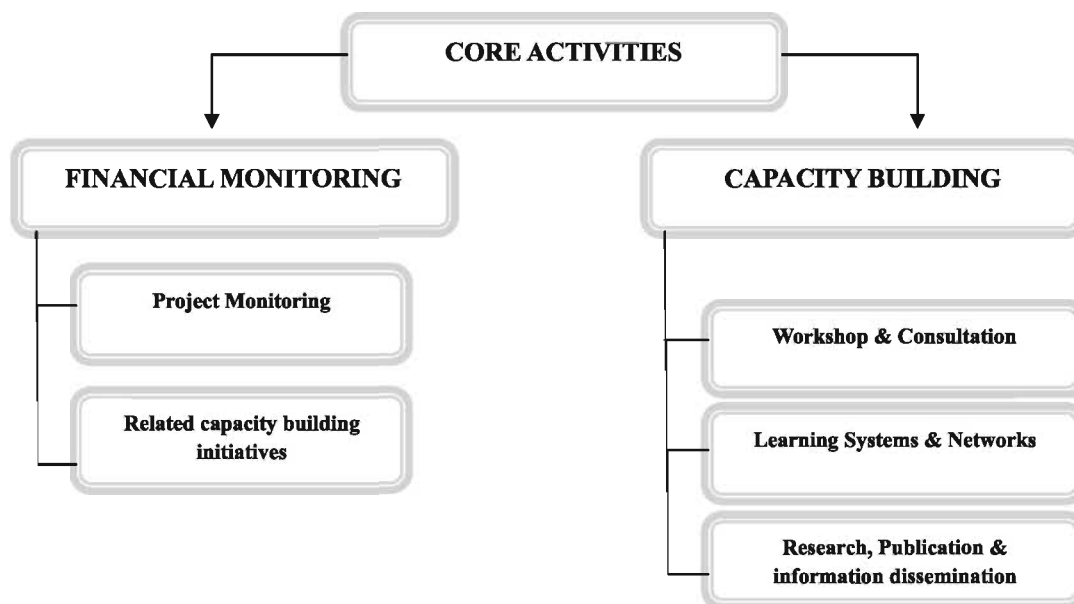 CORE ACTIVITIES
FINANCIAL MONITORING
Project Monitoring
Related capacity building
initiatives
CAPACITY BUILDING
Workshop & Consultation
Learning Systems & Networks
Research, Publication &
information dissemination